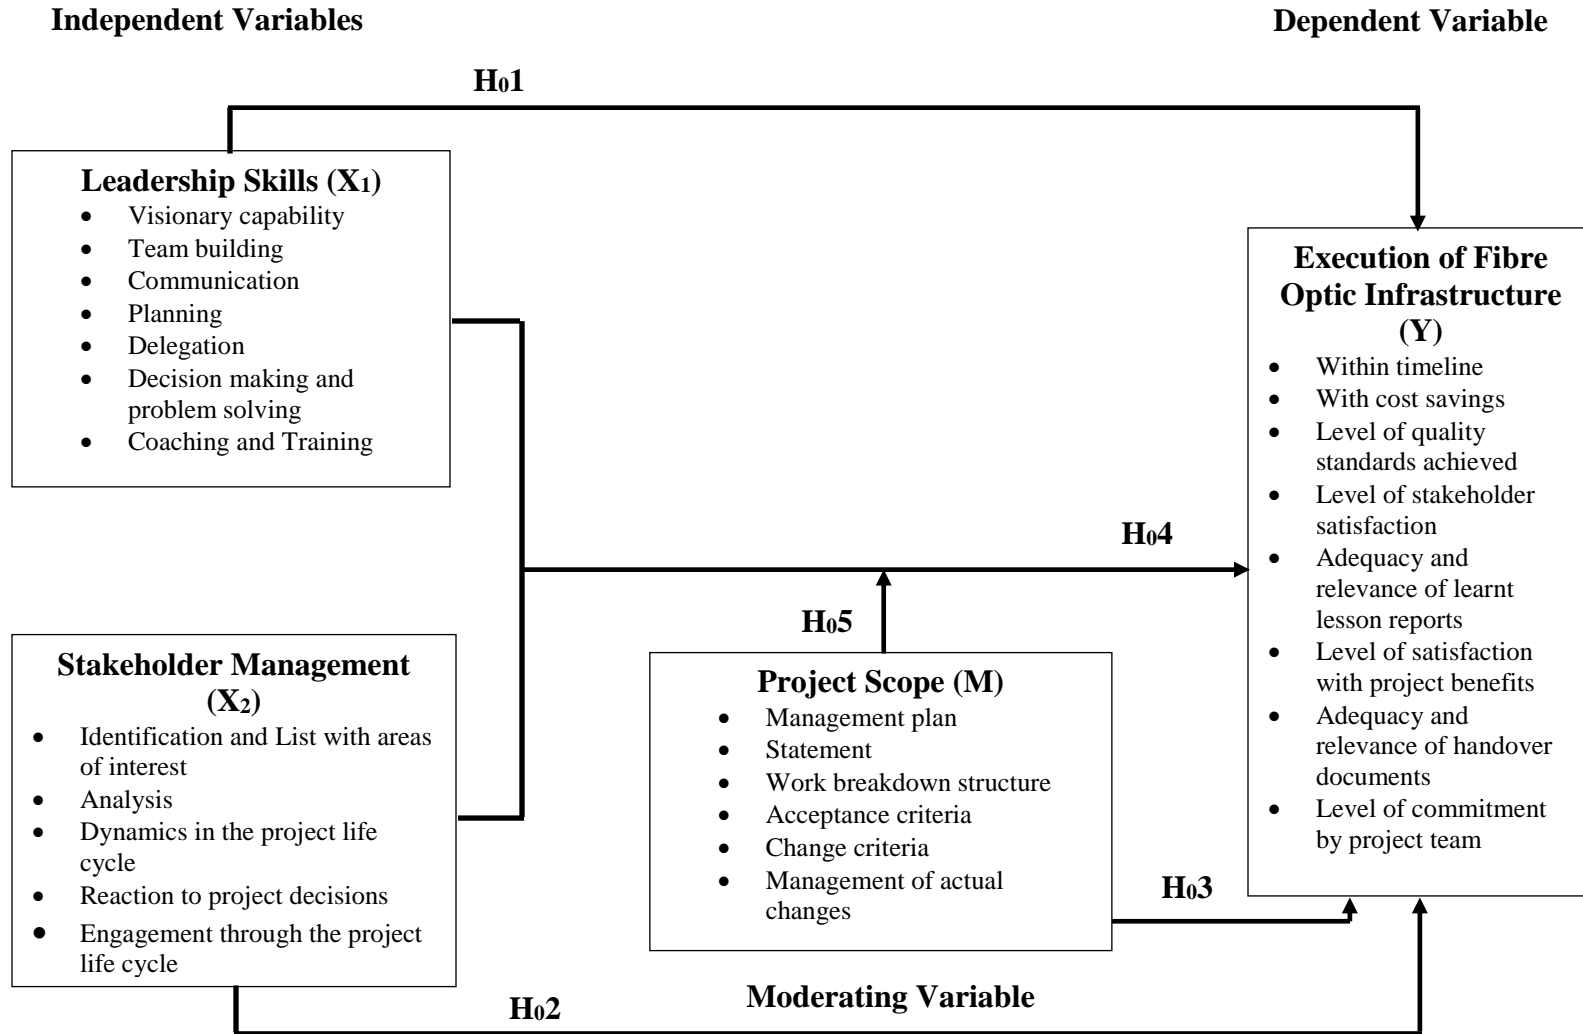 Independent Variables
Dependent Variable
H₀1
Leadership Skills (X₁)
• Visionary capability
• Team building
• Communication
• Planning
• Delegation
• Decision making and
problem solving
• Coaching and Training
Execution of Fibre
Optic Infrastructure
(Y)
• Within timeline
• With cost savings
• Level of quality
standards achieved
• Level of stakeholder
satisfaction
• Adequacy and
relevance of learnt
lesson reports
• Level of satisfaction
with project benefits
• Adequacy and
relevance of handover
documents
• Level of commitment
by project team
H₀4
H₀5
Stakeholder Management
(X₂)
• Identification and List with areas
of interest
• Analysis
• Dynamics in the project life
cycle
• Reaction to project decisions
• Engagement through the project
life cycle
Project Scope (M)
• Management plan
• Statement
• Work breakdown structure
• Acceptance criteria
• Change criteria
• Management of actual
changes
H₀3
H₀2
Moderating Variable